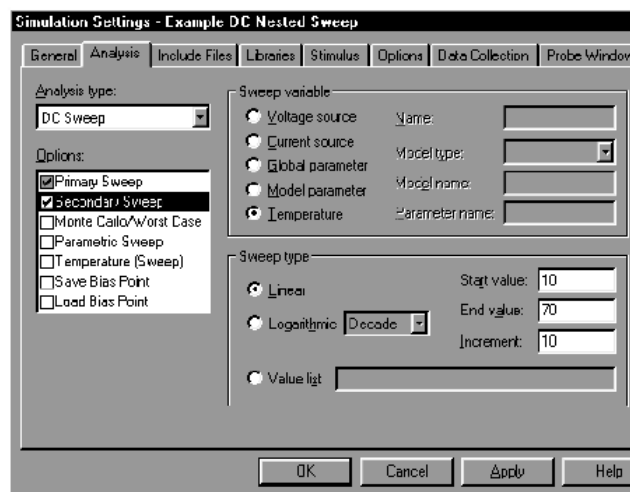 Simulation Settings - Example DC Nested Sweep
General Analysis Include Files Libraries Stimulus Options Data Collection Probe Window
Analysis type:
DC Sweep
Options:
Primary Sweep
Secondary Sweep
Monte Carlo/Worst Case
Parametric Sweep
Temperature (Sweep)
Save Bias Point
Load Bias Point
Sweep variable
Voltage source
Current source
Global parameter
Model parameter
Temperature
Name:
Model type:
Model name:
Parameter name:
Sweep type
Linear
Logarithmic Decade
Value list
Start value: 10
End value: 70
Increment: 10
OK Cancel Apply Help